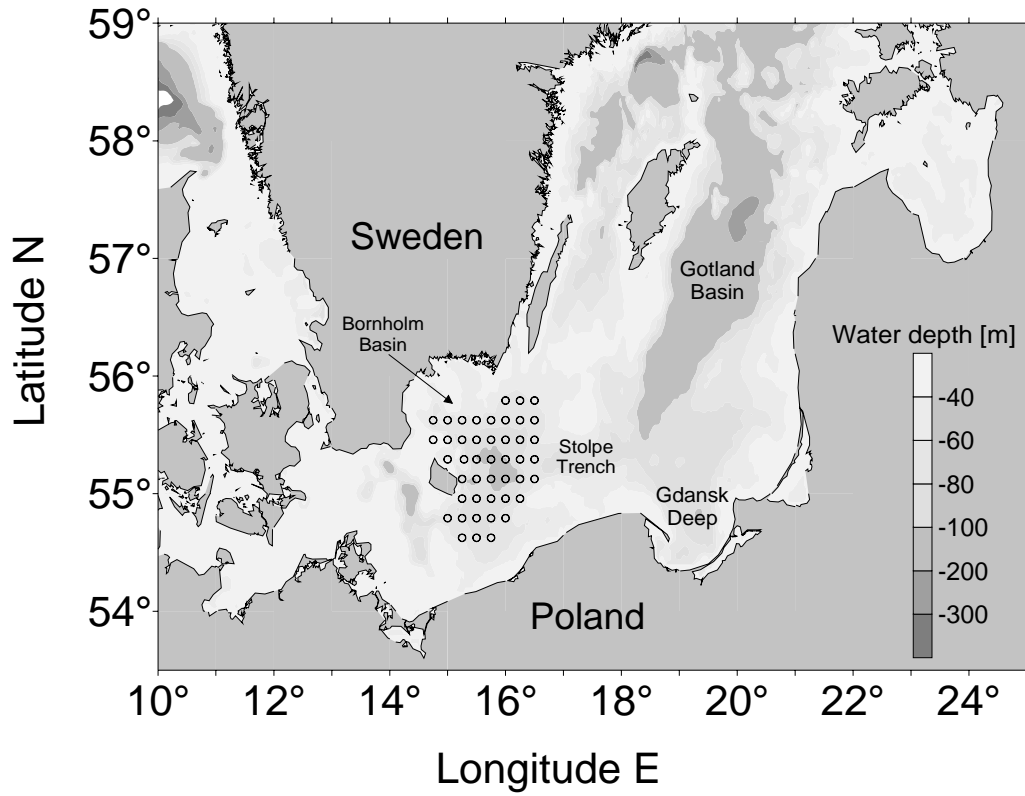 59°
58°
57°
56°
55°
54°
Latitude N
Sweden
Gotland
Basin
Bornholm
Basin
Water depth [m]
-40
-60
-80
-100
-200
-300
Stolpe
Trench
Gdansk
Deep
Poland
10°
12°
14°
16°
18°
20°
22°
24°
Longitude E